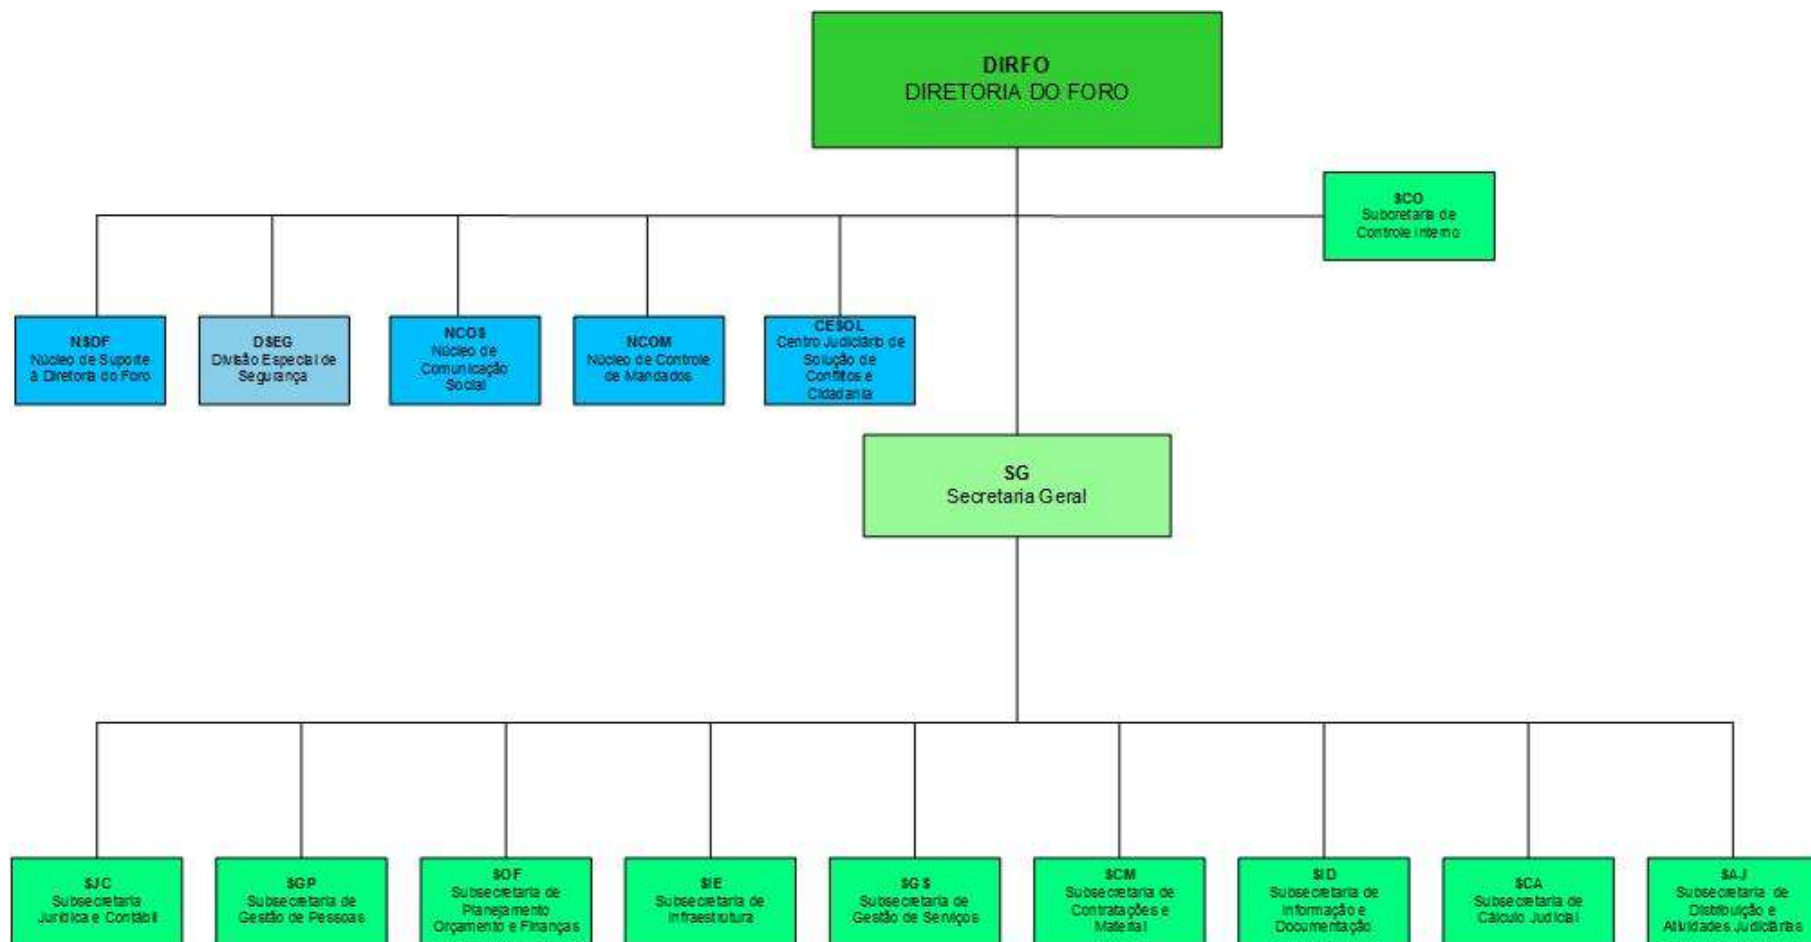 DIRFO
DIRETORIA DO FORO
SCO
Suboretaria de
Controle Interno
NSDF
Núcleo de Suporte
à Diretoria do Foro
DSEG
Divisão Especial de
Segurança
NCOS
Núcleo de
Comunicação
Social
NCOM
Núcleo de Controle
de Mandados
CESOL
Centro Judiciário de
Solução de
Conflitos e
Cidadania
SG
Secretaria Geral
SJC
Subsecretaria
Jurídica e Contábil
SGP
Subsecretaria de
Gestão de Pessoas
SOF
Subsecretaria de
Planejamento
Orçamento e Finanças
SIE
Subsecretaria de
Infraestrutura
SGS
Subsecretaria de
Gestão de Serviços
SCM
Subsecretaria de
Contratações e
Material
SID
Subsecretaria de
Informação e
Documentação
SCA
Subsecretaria de
Cálculo Judicial
SAJ
Subsecretaria de
Distribuição e
Atividades Judiciárias